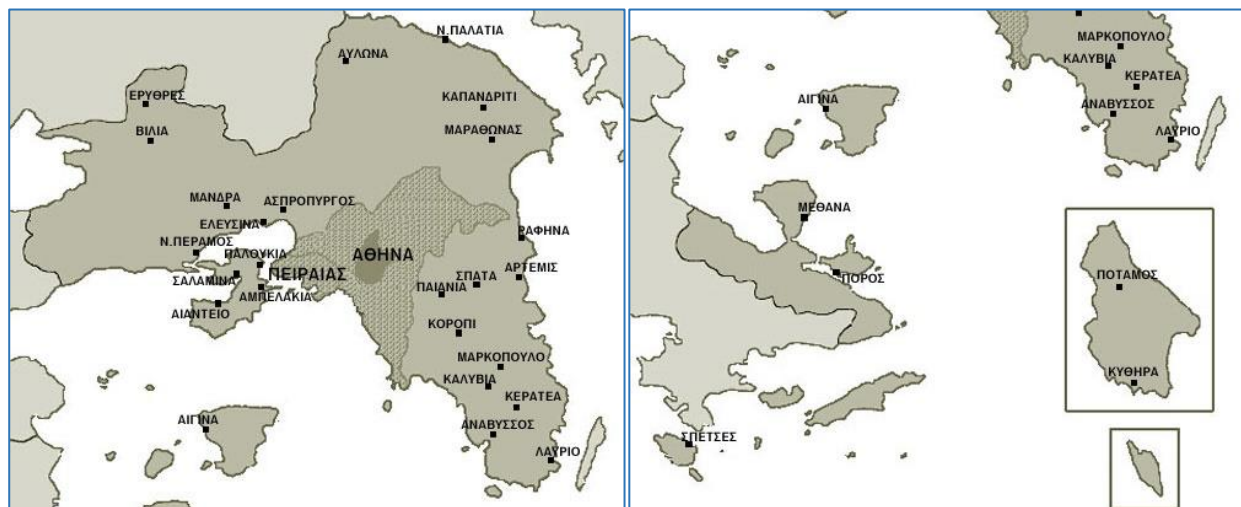 Ν.ΠΑΛΑΤΙΑ
ΑΥΛΩΝΑ
ΕΡΥΘΡΕΣ
ΚΑΠΑΝΔΡΙΤΙ
ΒΙΛΙΑ
ΜΑΡΑΘΩΝΑΣ
ΜΑΝΔΡΑ
ΑΣΠΡΟΠΥΡΓΟΣ
ΕΛΕΥΣΙΝΑ
ΡΑΦΗΝΑ
Ν.ΠΕΡΑΜΟΣ
ΠΑΛΟΥΚΙΑ
ΑΘΗΝΑ
ΣΑΛΑΜΙΝΑ
ΠΕΙΡΑΙΑΣ
ΣΠΑΤΑ
ΑΡΤΕΜΙΣ
ΠΑΙΑΝΙΑ
ΑΜΠΕΛΑΚΙΑ
ΑΙΑΝΤΕΙΟ
ΚΟΡΩΠΙ
ΜΑΡΚΟΠΟΥΛΟ
ΚΑΛΥΒΙΑ
ΚΕΡΑΤΕΑ
ΑΙΓΙΝΑ
ΑΝΑΒΥΣΣΟΣ
ΛΑΥΡΙΟ
ΜΑΡΚΟΠΟΥΛΟ
ΚΑΛΥΒΙΑ
ΚΕΡΑΤΕΑ
ΑΙΓΙΝΑ
ΑΝΑΒΥΣΣΟΣ
ΛΑΥΡΙΟ
ΜΕΘΑΝΑ
ΠΟΡΟΣ
ΠΟΤΑΜΟΣ
ΚΥΘΗΡΑ
ΣΠΕΤΣΕΣ